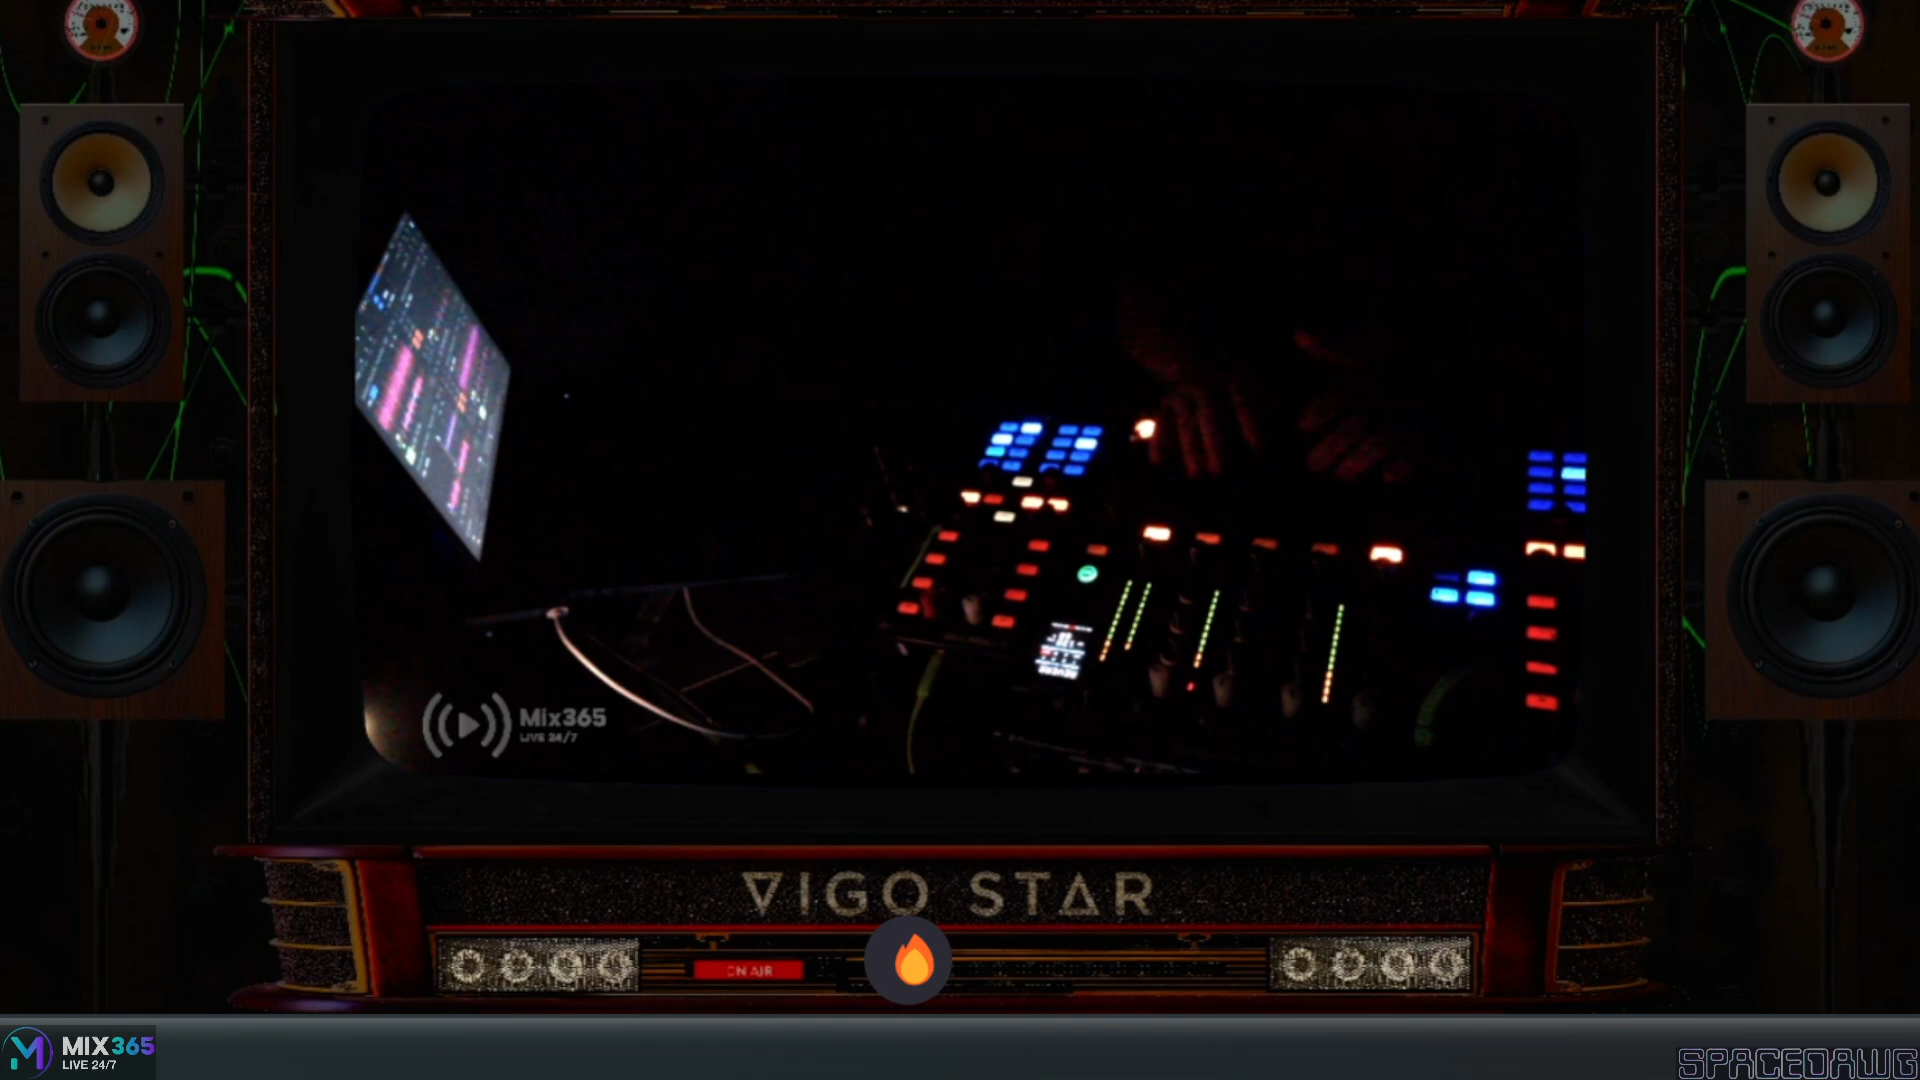 Mix365
LIVE 24/7
VIGO STAR
ON AIR
MIX365
LIVE 24/7
SPACEDAWG